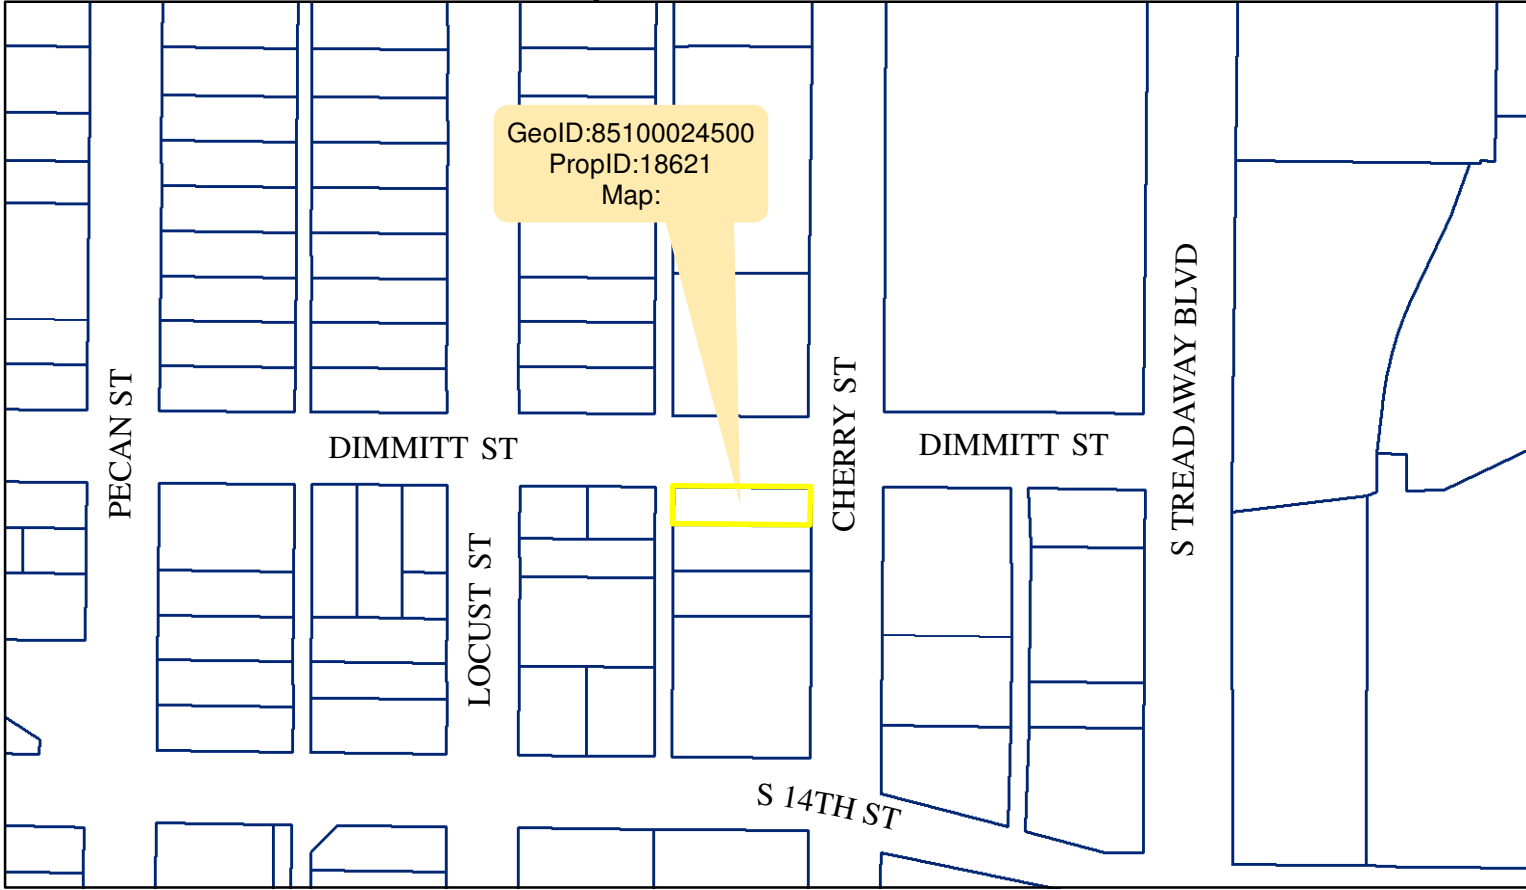 GeoID:85100024500
PropID:18621
Map:
PECAN ST
DIMMITT ST
LOCUST ST
CHERRY ST
DIMMITT ST
S TREADAWAY BLVD
S 14TH ST